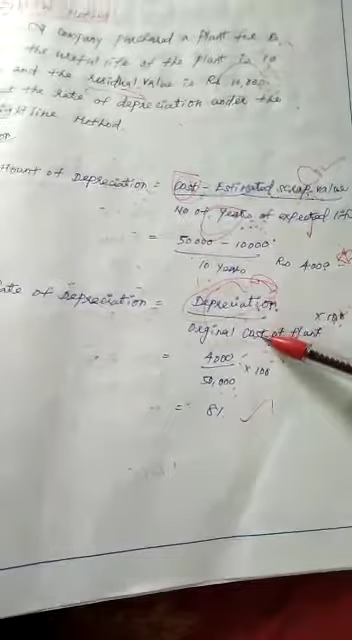 Method
A Company purchased a Plant for Rs.
the useful life of the plant is 10
and the residual value is Rs. 10,000.
the rate of depreciation under the
line Method.
Amount of Depreciation = Cost - Estimated scrap value
No of Years of expected life
= 50000 - 10000
10 years Rs 4000
Rate of Depreciation = Depreciation × 100
Orginal Cost of Plant
= 4000 × 100
50,000
= 8%